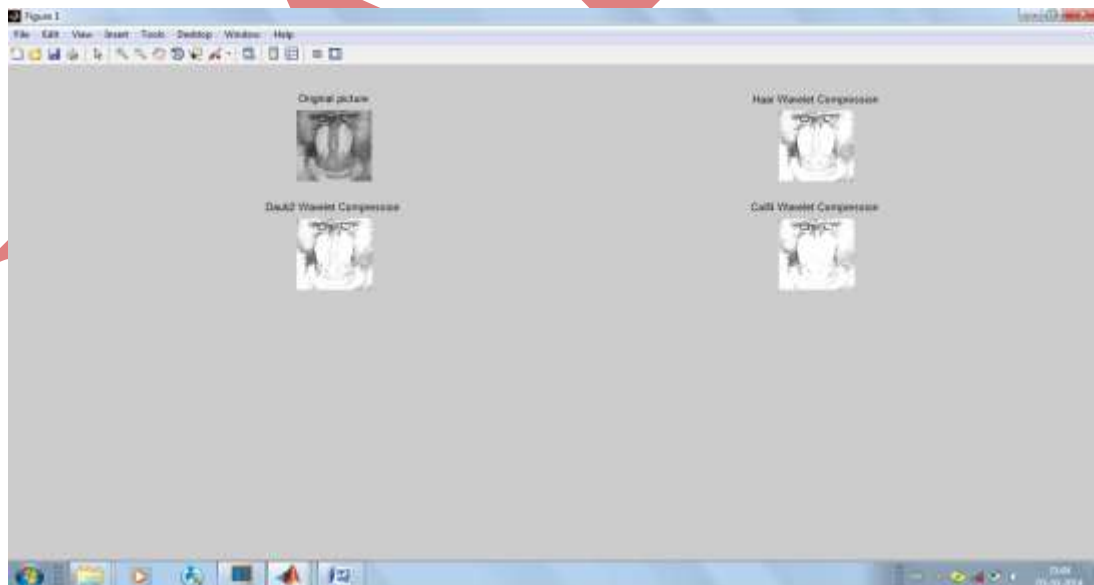 Figure 1
File Edit View Insert Tools Desktop Window Help
Original picture
Haar Wavelet Compression
Daub2 Wavelet Compression
Wavelet Compression